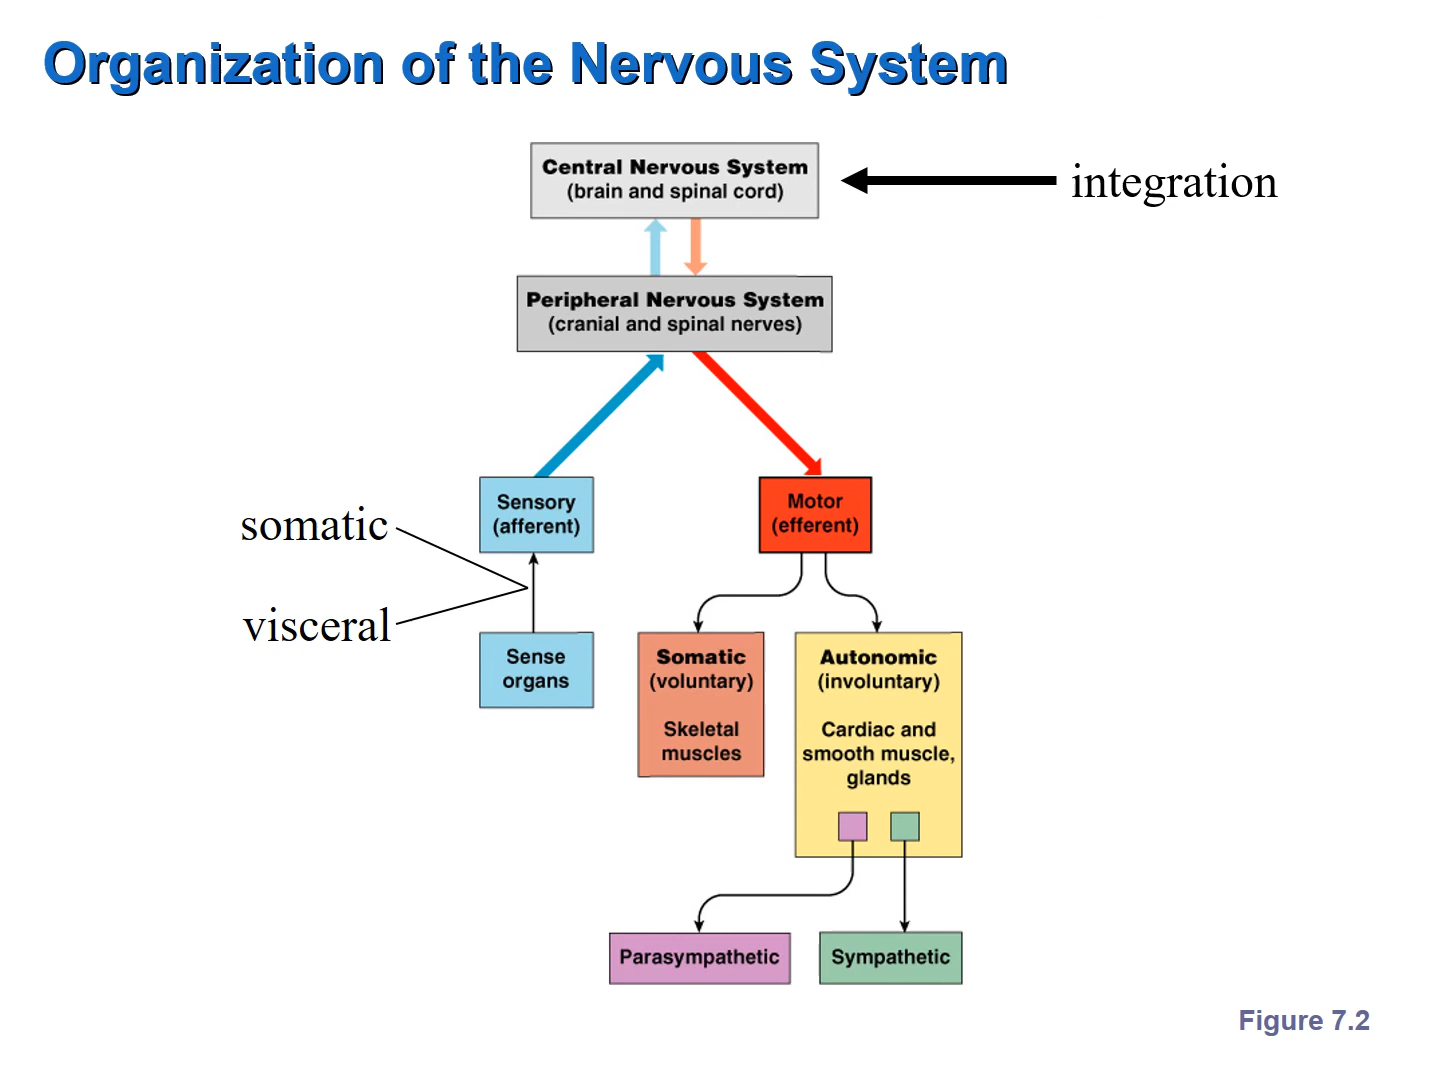 Organization of the Nervous System
Central Nervous System
(brain and spinal cord)
integration
Peripheral Nervous System
(cranial and spinal nerves)
Sensory
(afferent)
Motor
(efferent)
somatic
visceral
Sense
organs
Somatic
(voluntary)
Skeletal
muscles
Autonomic
(involuntary)
Cardiac and
smooth muscle,
glands
Parasympathetic
Sympathetic
Figure 7.2